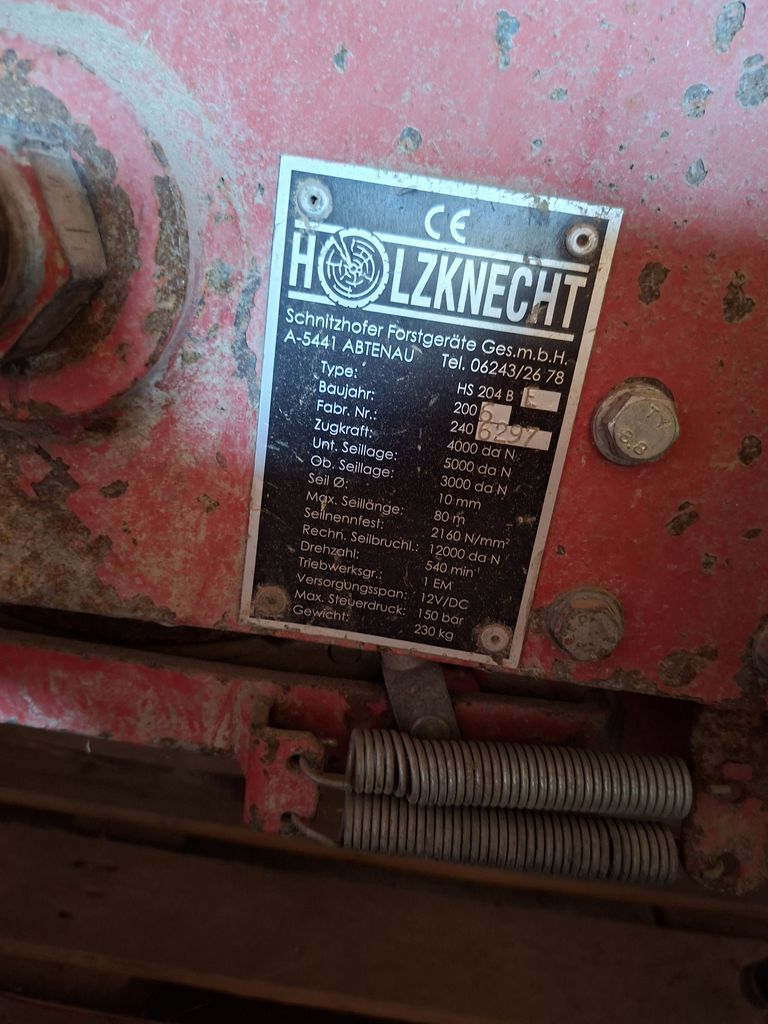 CE
HOLZKNECHT
Schnitzhofer Forstgeräte Ges.m.b.H.
A-5441 ABTENAU Tel. 06243/26 78
Type: HS 204 B E
Baujahr: 2006
Fabr. Nr.: 240 6297
Zugkraft: 4000 da N
Unt. Seillage: 5000 da N
Ob. Seillage: 3000 da N
Seil Ø: 10 mm
Max. Seillänge: 80 m
Seilnennfest: 2160 N/mm²
Rechn. Seilbruchl.: 12000 da N
Drehzahl: 540 min⁻¹
Triebwerksgr.: 1 EM
Versorgungsspan: 12V/DC
Max. Steuerdruck: 150 bar
Gewicht: 230 kg
TY
8.8